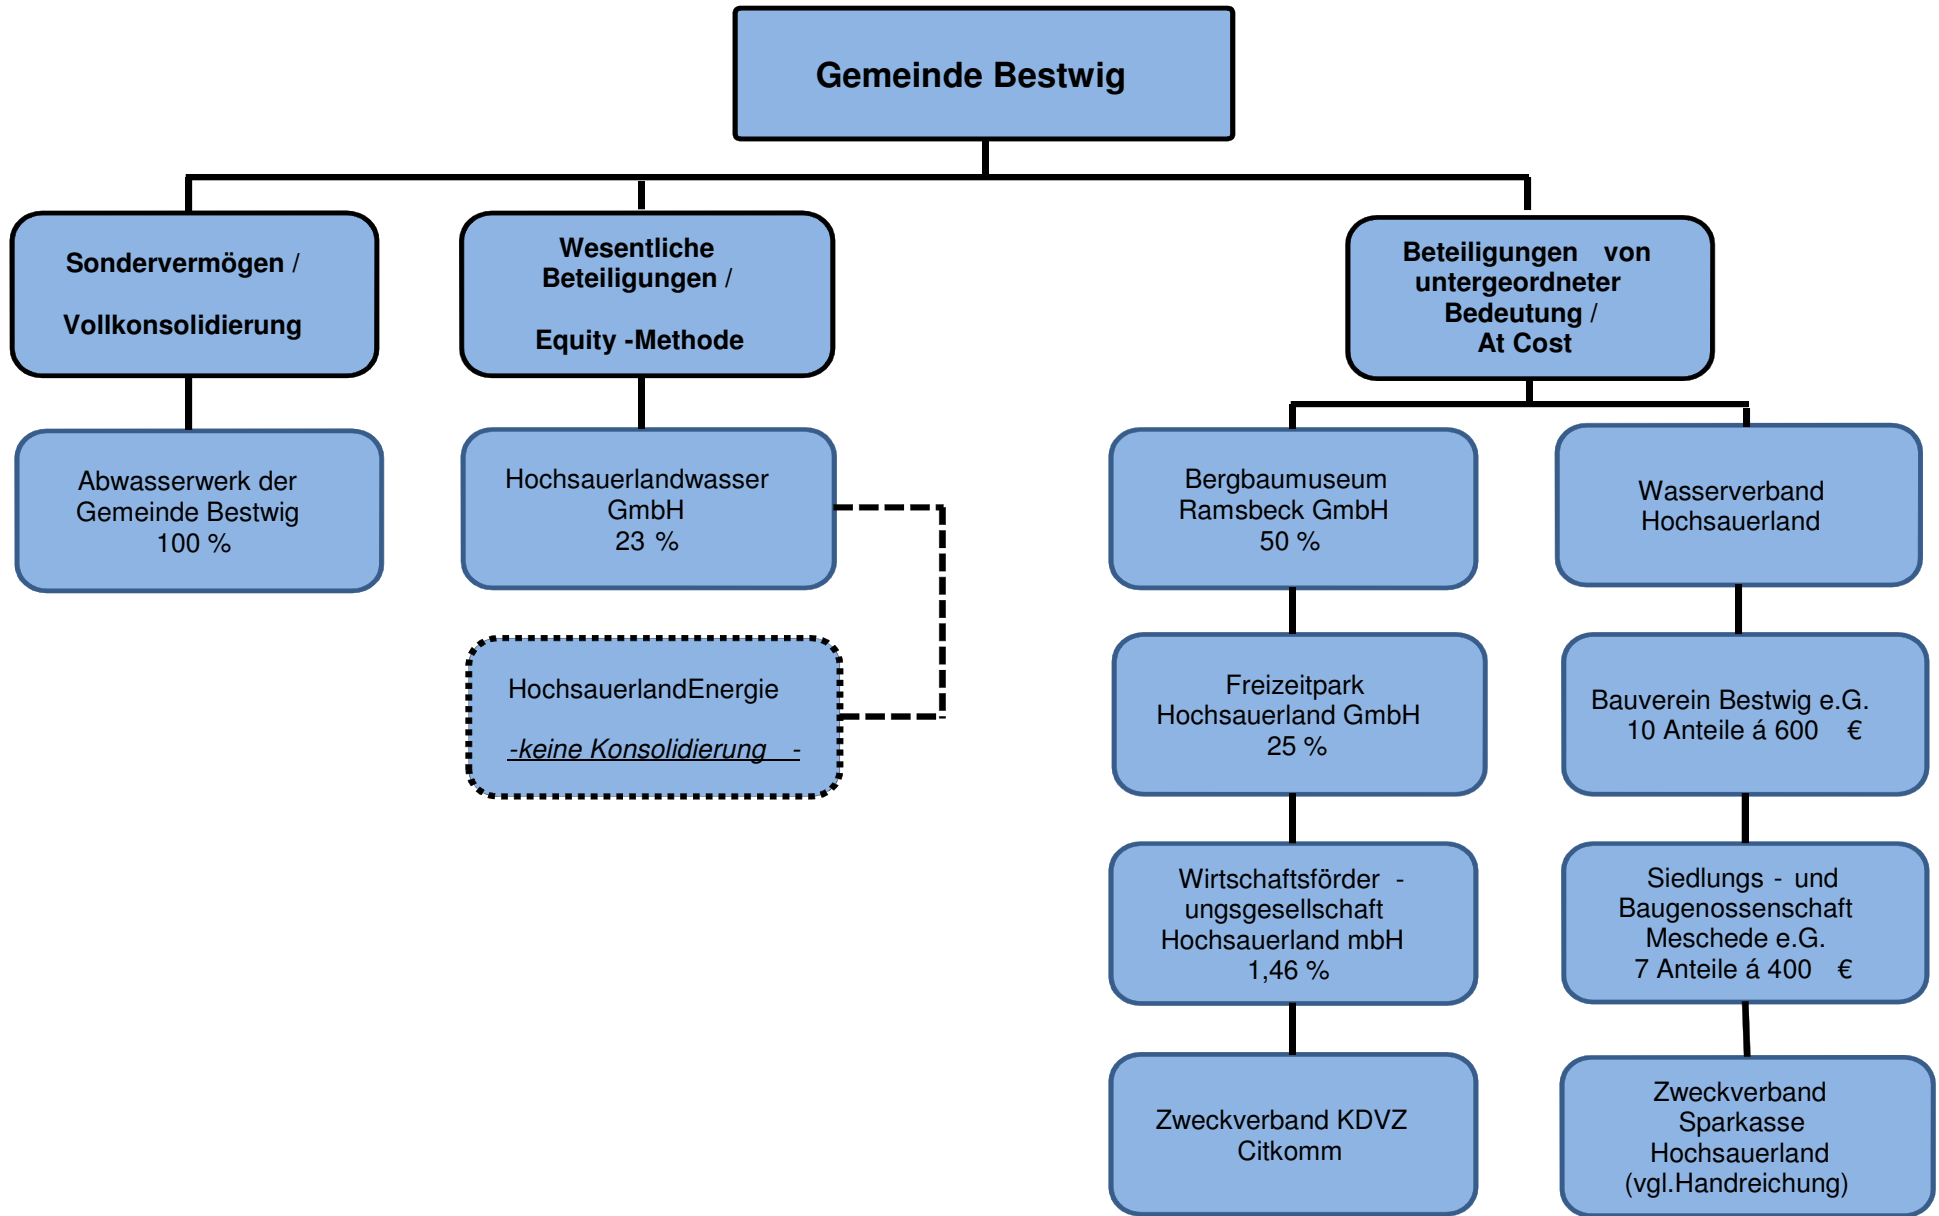 Gemeinde Bestwig
Sondervermögen /
Vollkonsolidierung
Wesentliche
Beteiligungen /
Equity -Methode
Beteiligungen von
untergeordneter
Bedeutung /
At Cost
Abwasserwerk der
Gemeinde Bestwig
100 %
Hochsauerlandwasser
GmbH
23 %
HochsauerlandEnergie
-keine Konsolidierung -
Bergbaumuseum
Ramsbeck GmbH
50 %
Freizeitpark
Hochsauerland GmbH
25 %
Wirtschaftsförder -
ungsgesellschaft
Hochsauerland mbH
1,46 %
Zweckverband KDVZ
Citkomm
Wasserverband
Hochsauerland
Bauverein Bestwig e.G.
10 Anteile á 600 €
Siedlungs - und
Baugenossenschaft
Meschede e.G.
7 Anteile á 400 €
Zweckverband
Sparkasse
Hochsauerland
(vgl.Handreichung)